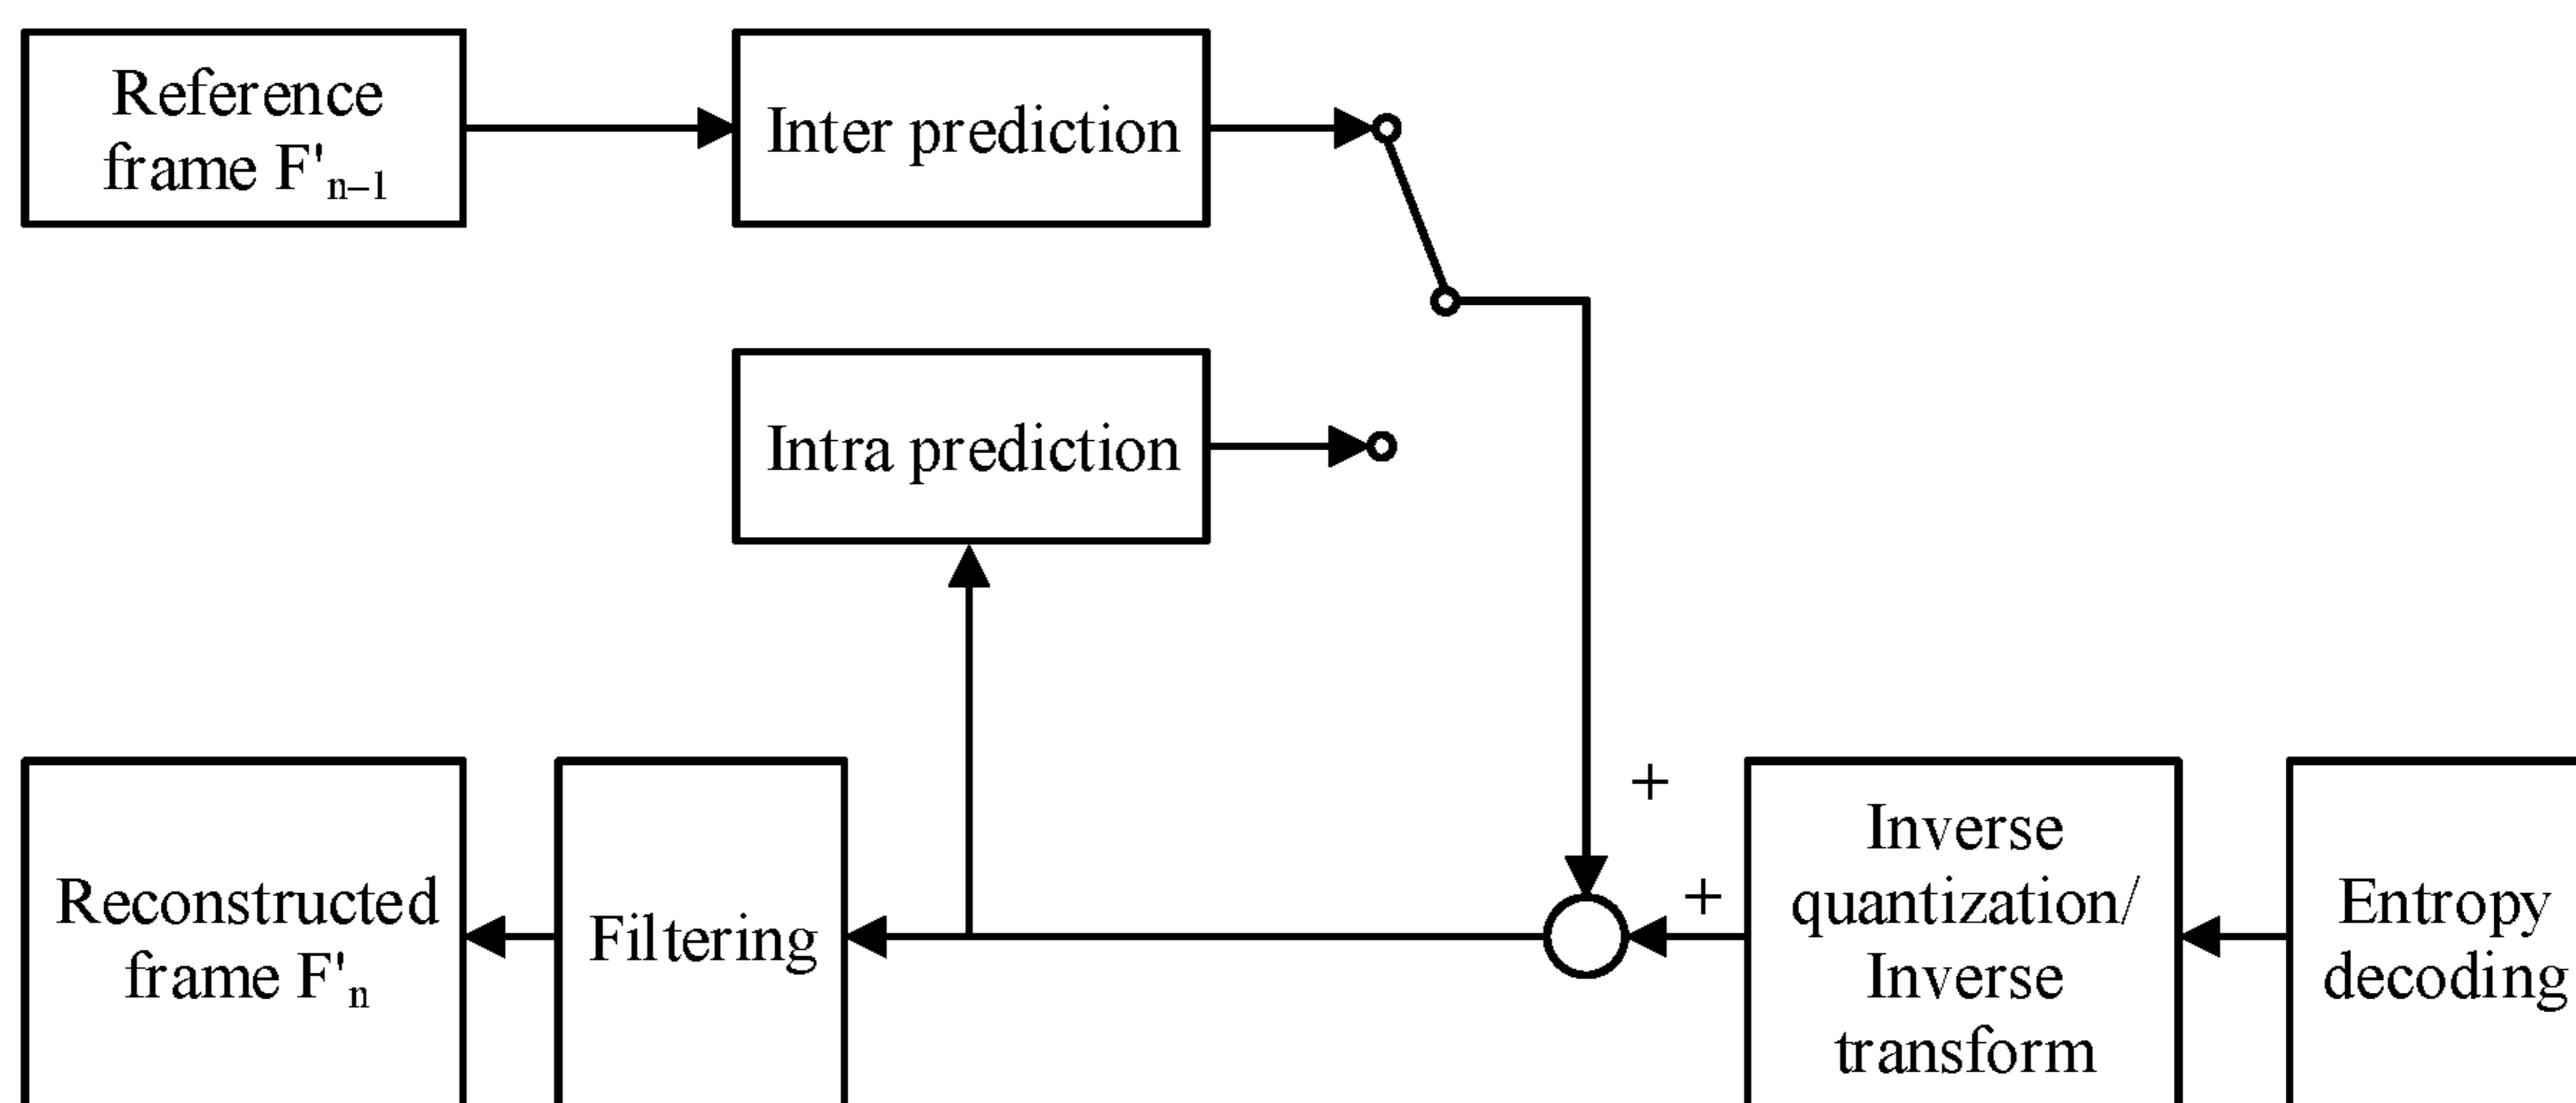 Reference
frame F'n–1
Inter prediction
Intra prediction
+
+
Reconstructed
frame F'n
Filtering
Inverse
quantization/
Inverse
transform
Entropy
decoding